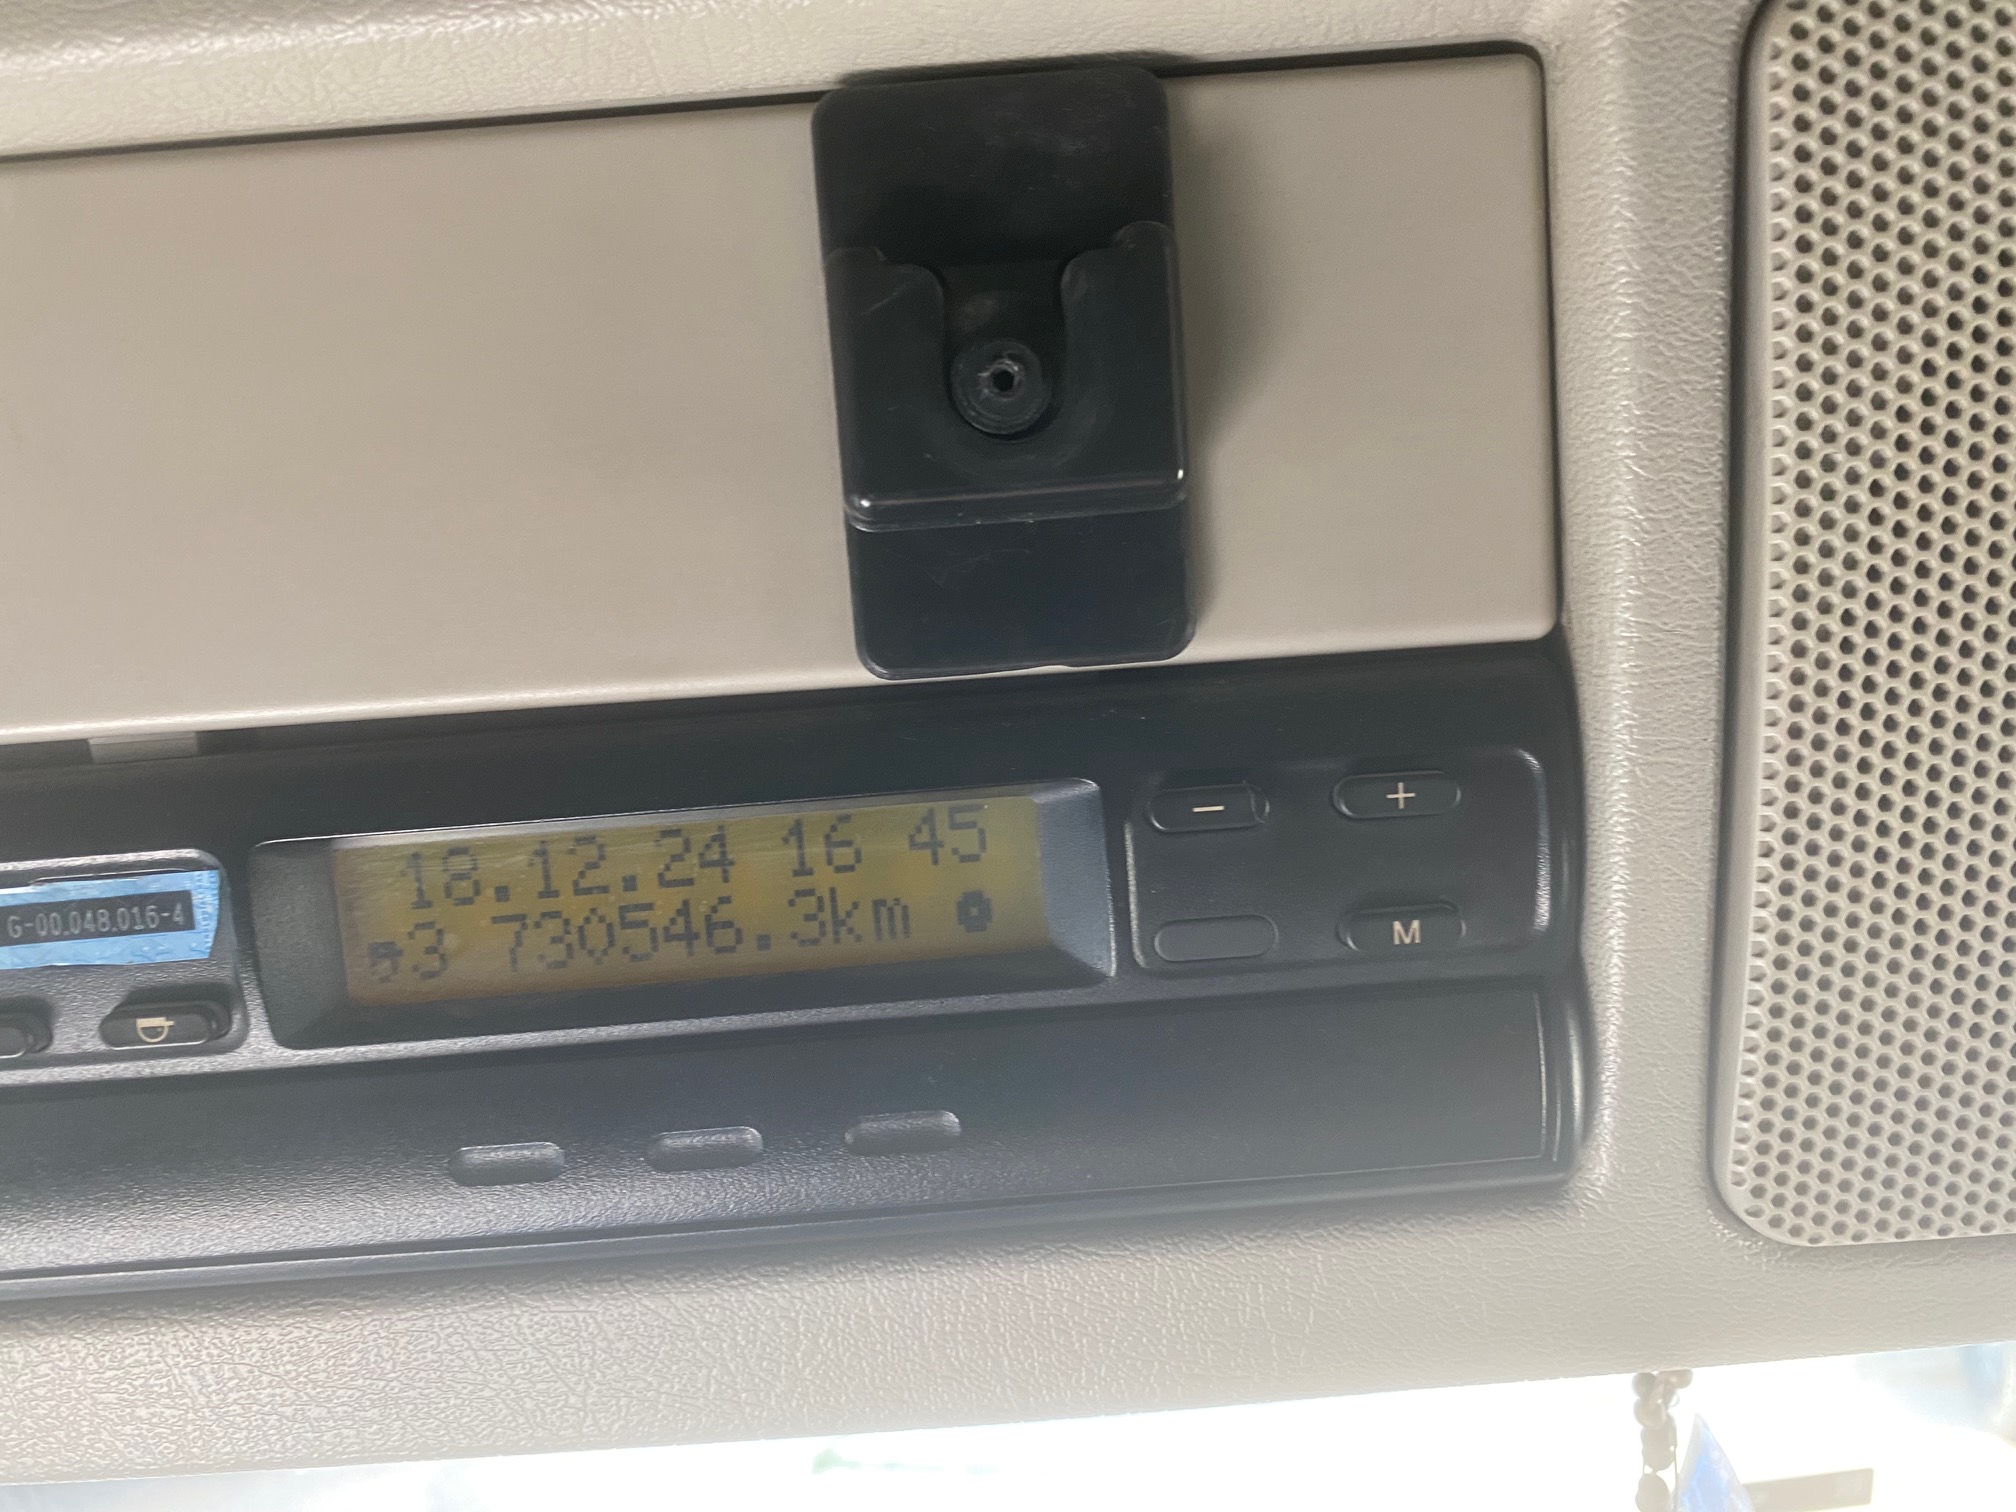 18.12.24 16 45
3 730546.3km
G-00.048.016-4
− +
M